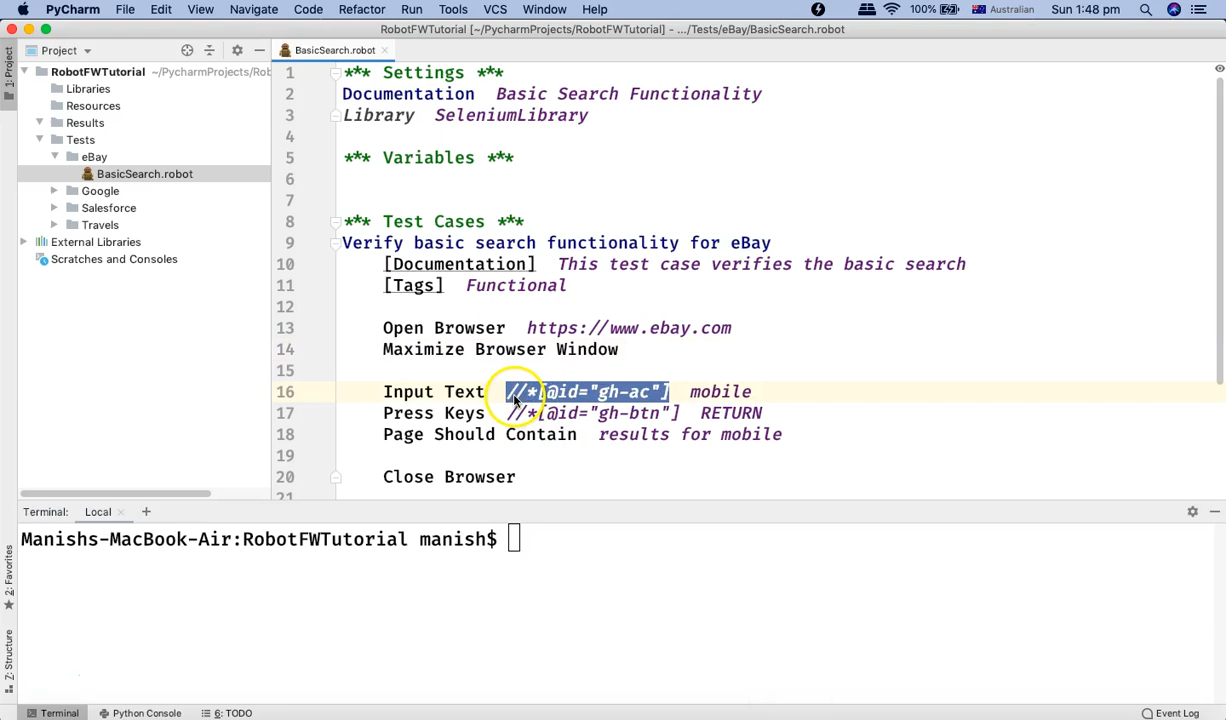 PyCharm File Edit View Navigate Code Refactor Run Tools VCS Window Help 100% Australian Sun 1:48 pm
RobotFWTutorial [~/PycharmProjects/RobotFWTutorial] - .../Tests/eBay/BasicSearch.robot
Project
BasicSearch.robot
1: Project
RobotFWTutorial ~/PycharmProjects/Rob
Libraries
Resources
Results
Tests
eBay
BasicSearch.robot
Google
Salesforce
Travels
External Libraries
Scratches and Consoles
1 *** Settings ***
2 Documentation Basic Search Functionality
3 Library SeleniumLibrary
4
5 *** Variables ***
6
7
8 *** Test Cases ***
9 Verify basic search functionality for eBay
10 [Documentation] This test case verifies the basic search
11 [Tags] Functional
12
13 Open Browser https://www.ebay.com
14 Maximize Browser Window
15
16 Input Text //*[@id="gh-ac"] mobile
17 Press Keys //*[@id="gh-btn"] RETURN
18 Page Should Contain results for mobile
19
20 Close Browser
21
Terminal: Local
Manishs-MacBook-Air:RobotFWTutorial manish$
2: Favorites
Z: Structure
Terminal Python Console 6: TODO Event Log